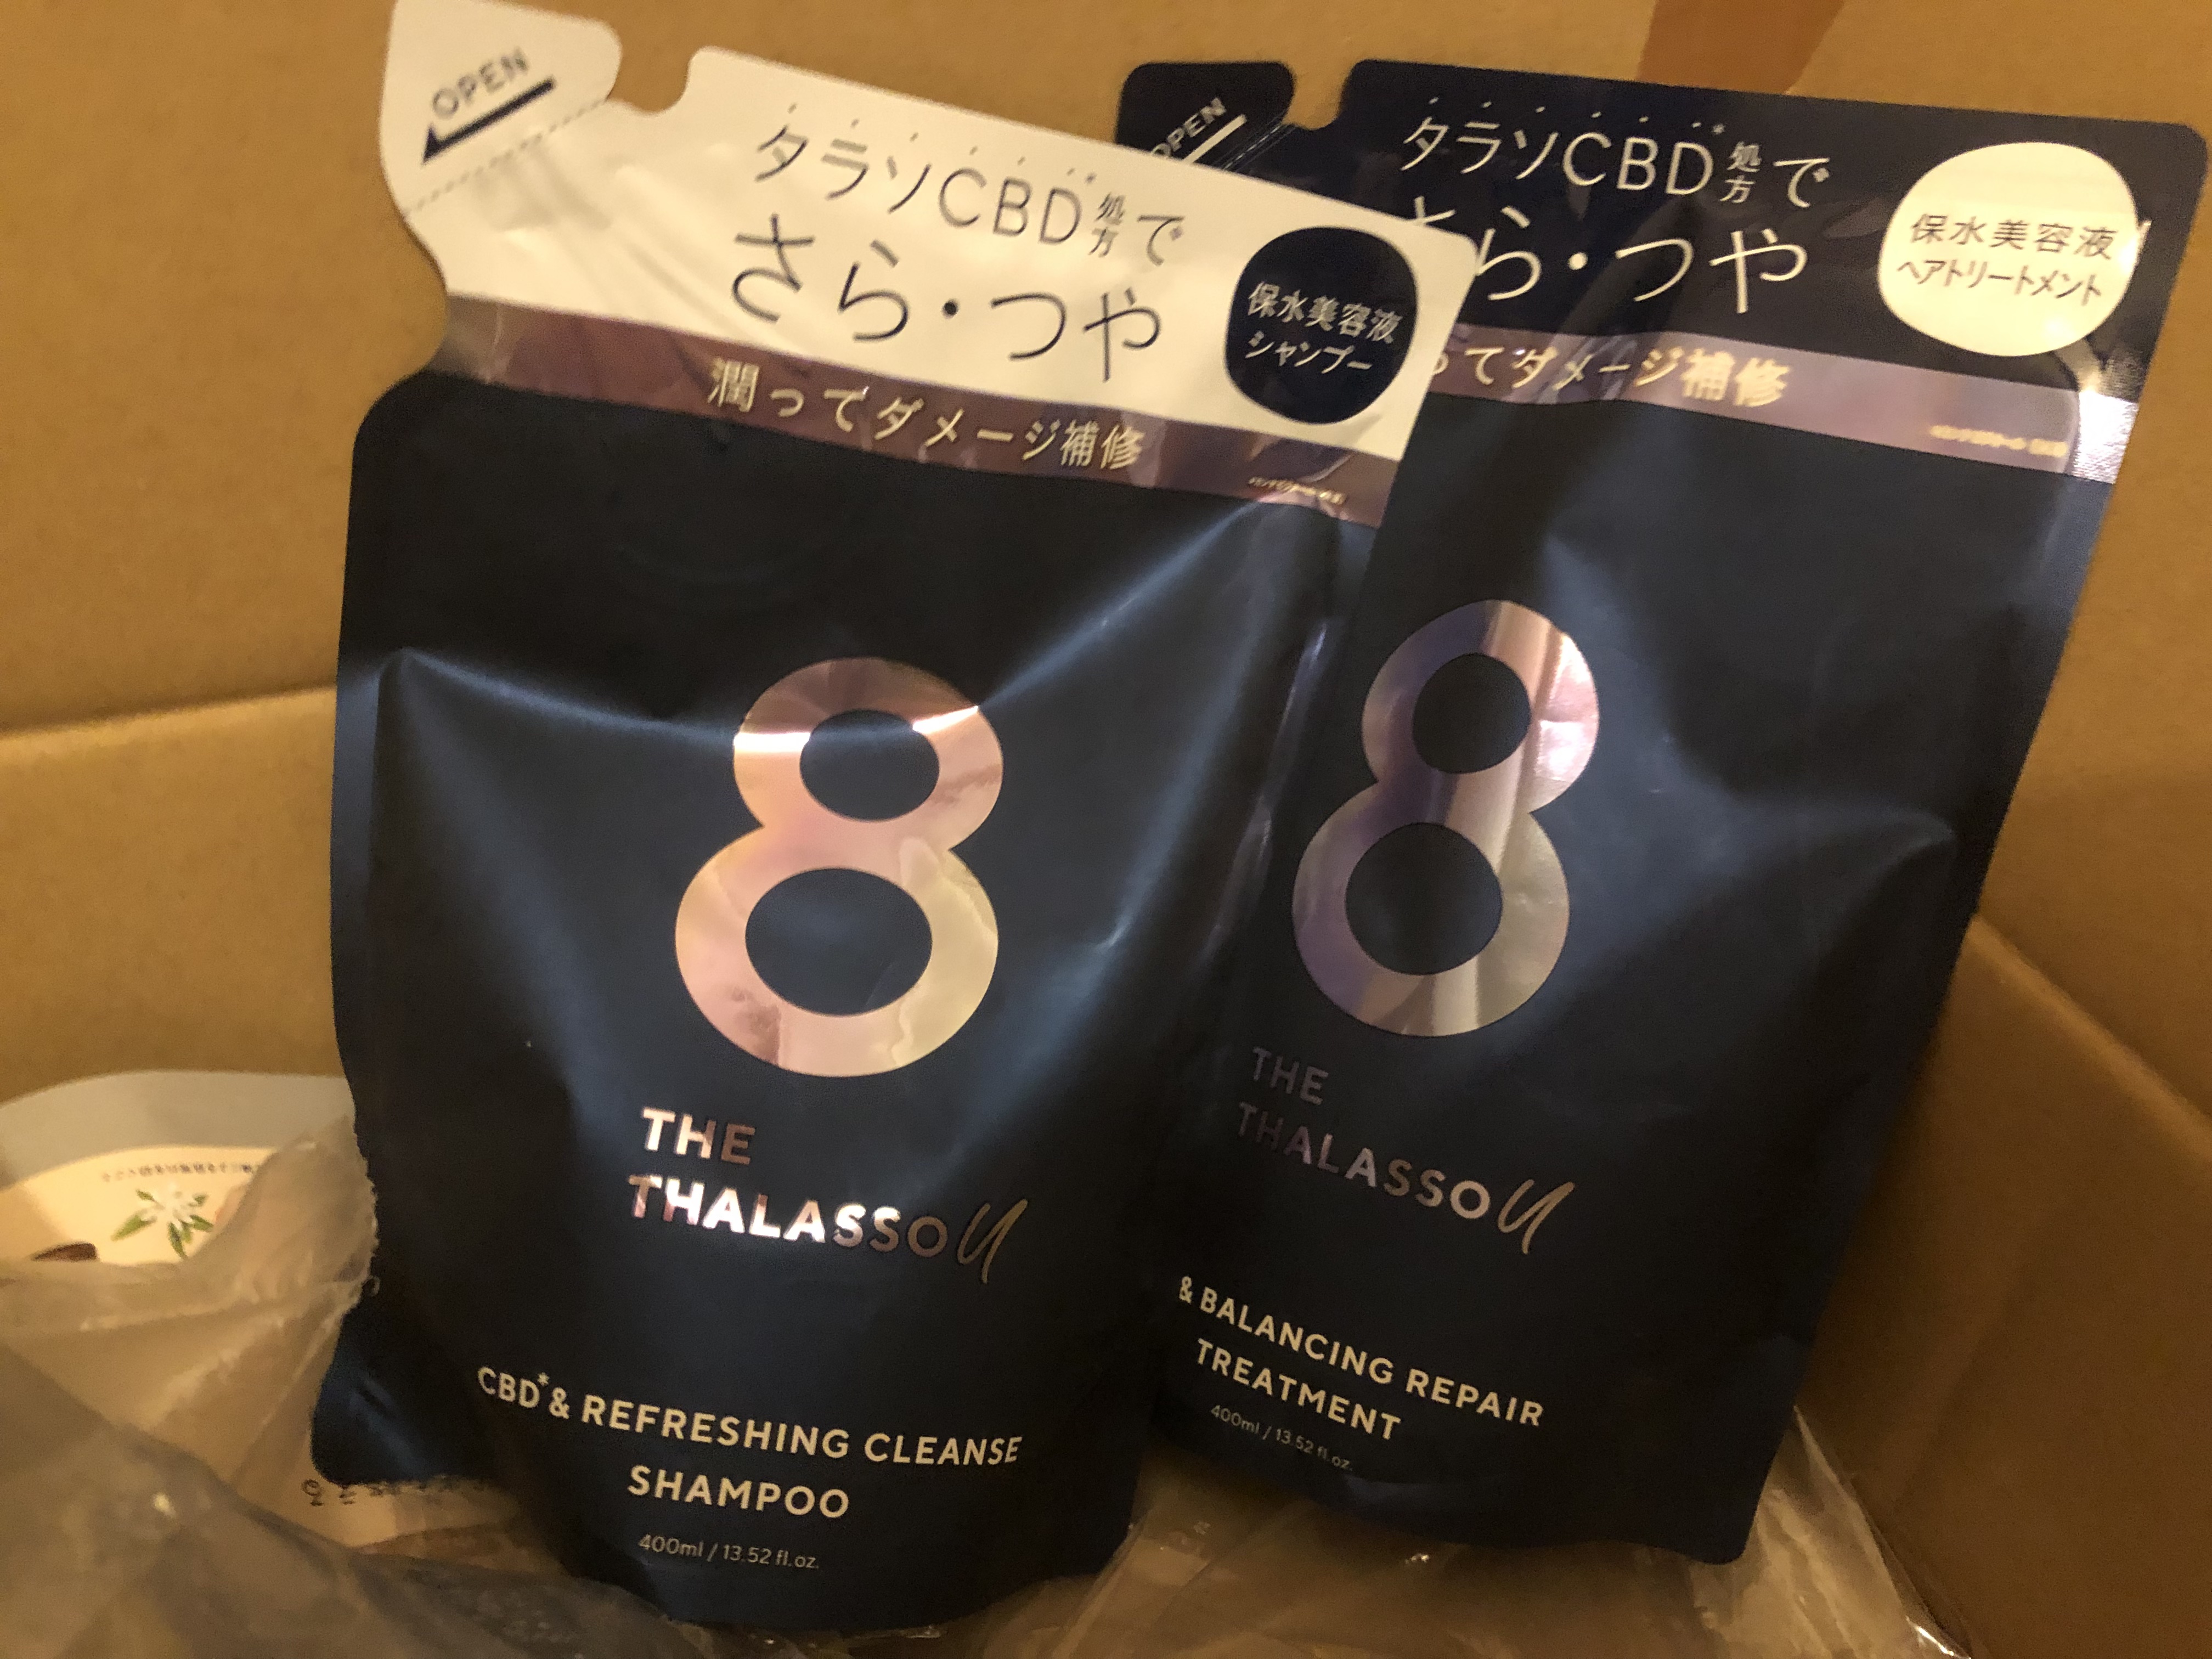 OPEN
タラソCBD処方で
さら・つや
保水美容液
シャンプー
潤ってダメージ補修
8
THE
THALASSO U
CBD*& REFRESHING CLEANSE
SHAMPOO
400ml / 13.52 fl.oz.
OPEN
タラソCBD*処方で
さら・つや
保水美容液
ヘアトリートメント
ってダメージ補修
8
THE
THALASSO U
& BALANCING REPAIR
TREATMENT
400ml / 13.52 fl.oz.